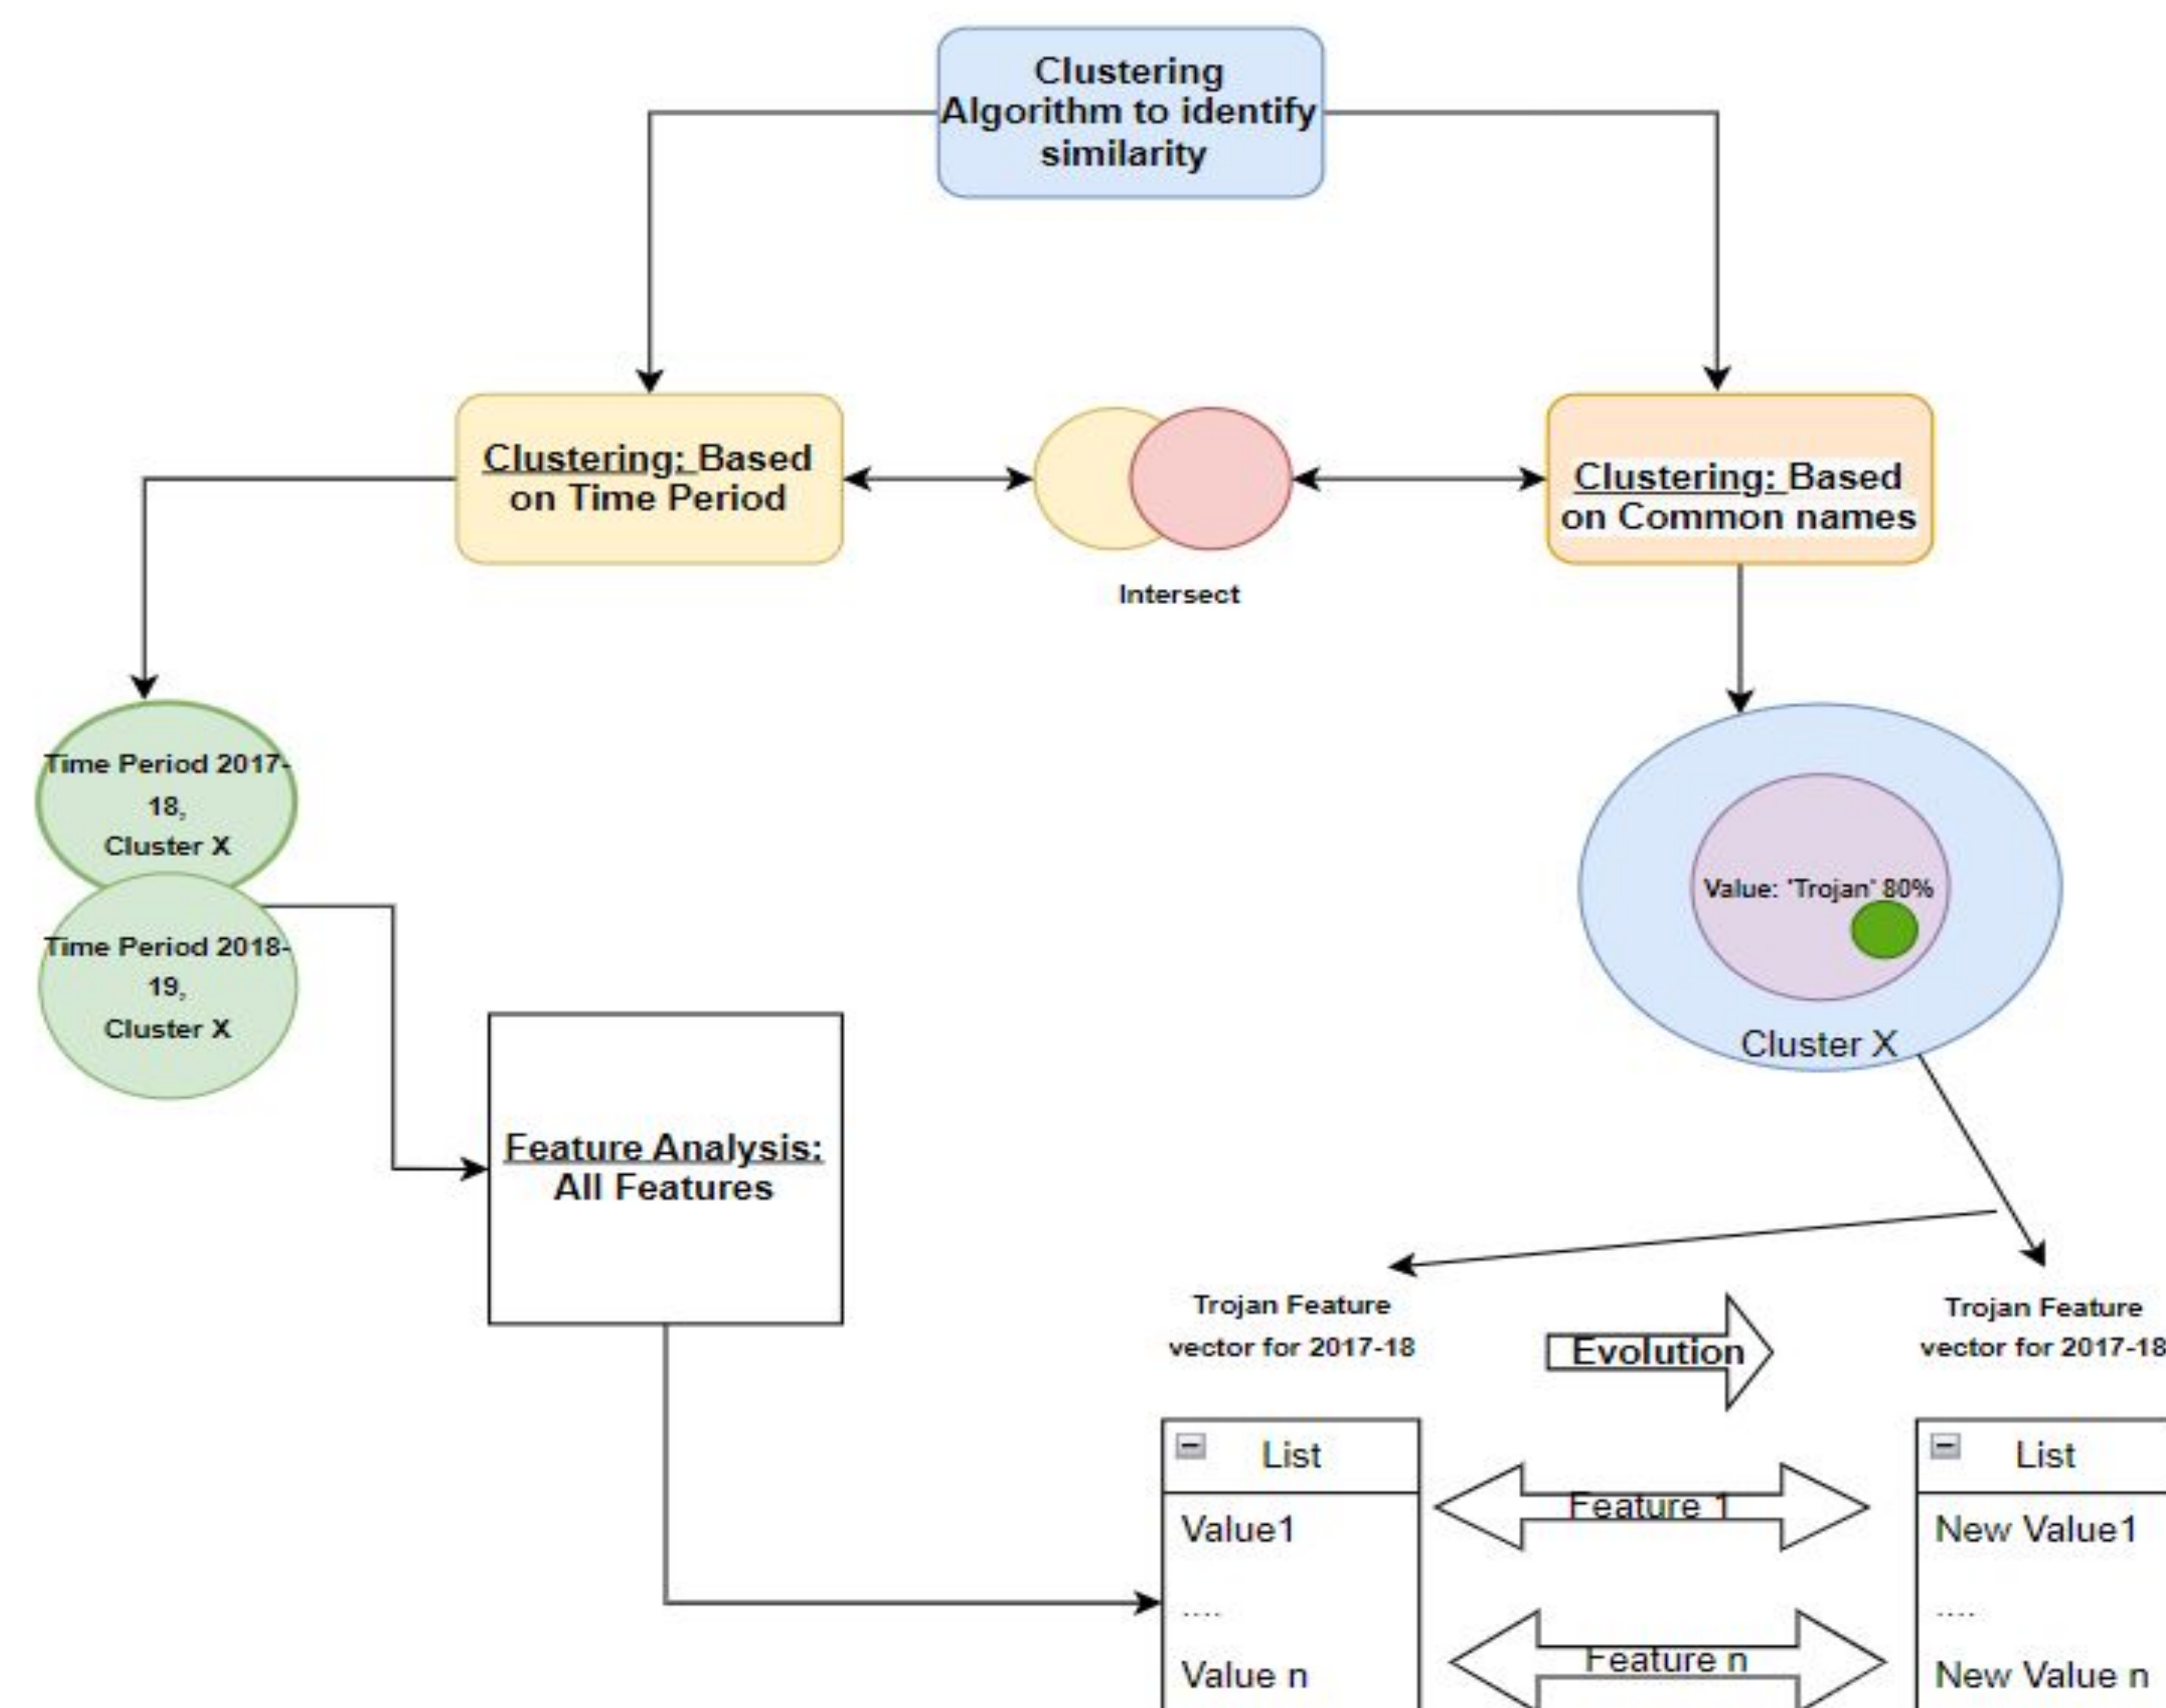 Clustering
Algorithm to identify
similarity
Clustering: Based
on Time Period
Intersect
Clustering: Based
on Common names
Time Period 2017-
18,
Cluster X
Time Period 2018-
19,
Cluster X
Value: 'Trojan' 80%
Cluster X
Feature Analysis:
All Features
Trojan Feature
vector for 2017-18
Evolution
Trojan Feature
vector for 2017-18
List
Value1
....
Value n
Feature 1
Feature n
List
New Value1
....
New Value n